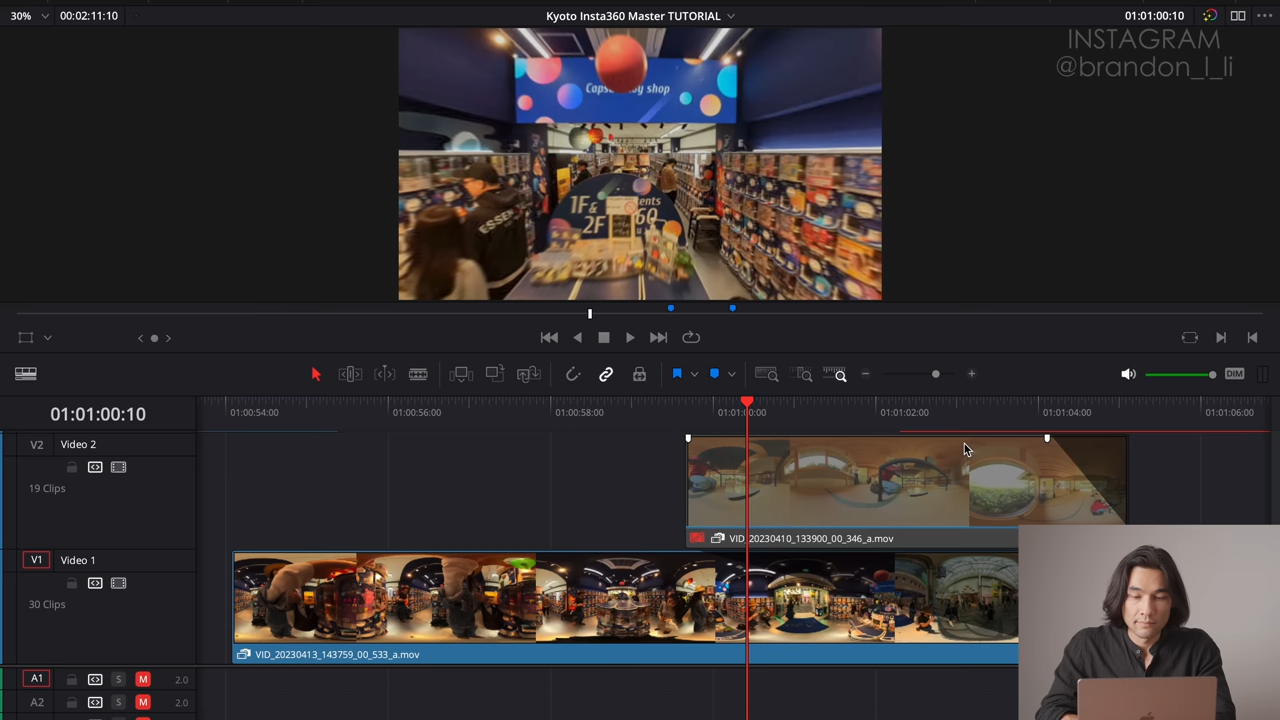 30%
00:02:11:10
Kyoto Insta360 Master TUTORIAL
01:01:00:10
INSTAGRAM
@brandon_l_li
toy shop
1F &
2F
ESSEN
DIM
01:01:00:10
01:00:54:00
01:00:56:00
01:00:58:00
01:01:00:00
01:01:02:00
01:01:04:00
01:01:06:00
V2
Video 2
19 Clips
VID_20230410_133900_00_346_a.mov
V1
Video 1
30 Clips
VID_20230413_143759_00_533_a.mov
A1
S
M
2.0
A2
S
M
2.0